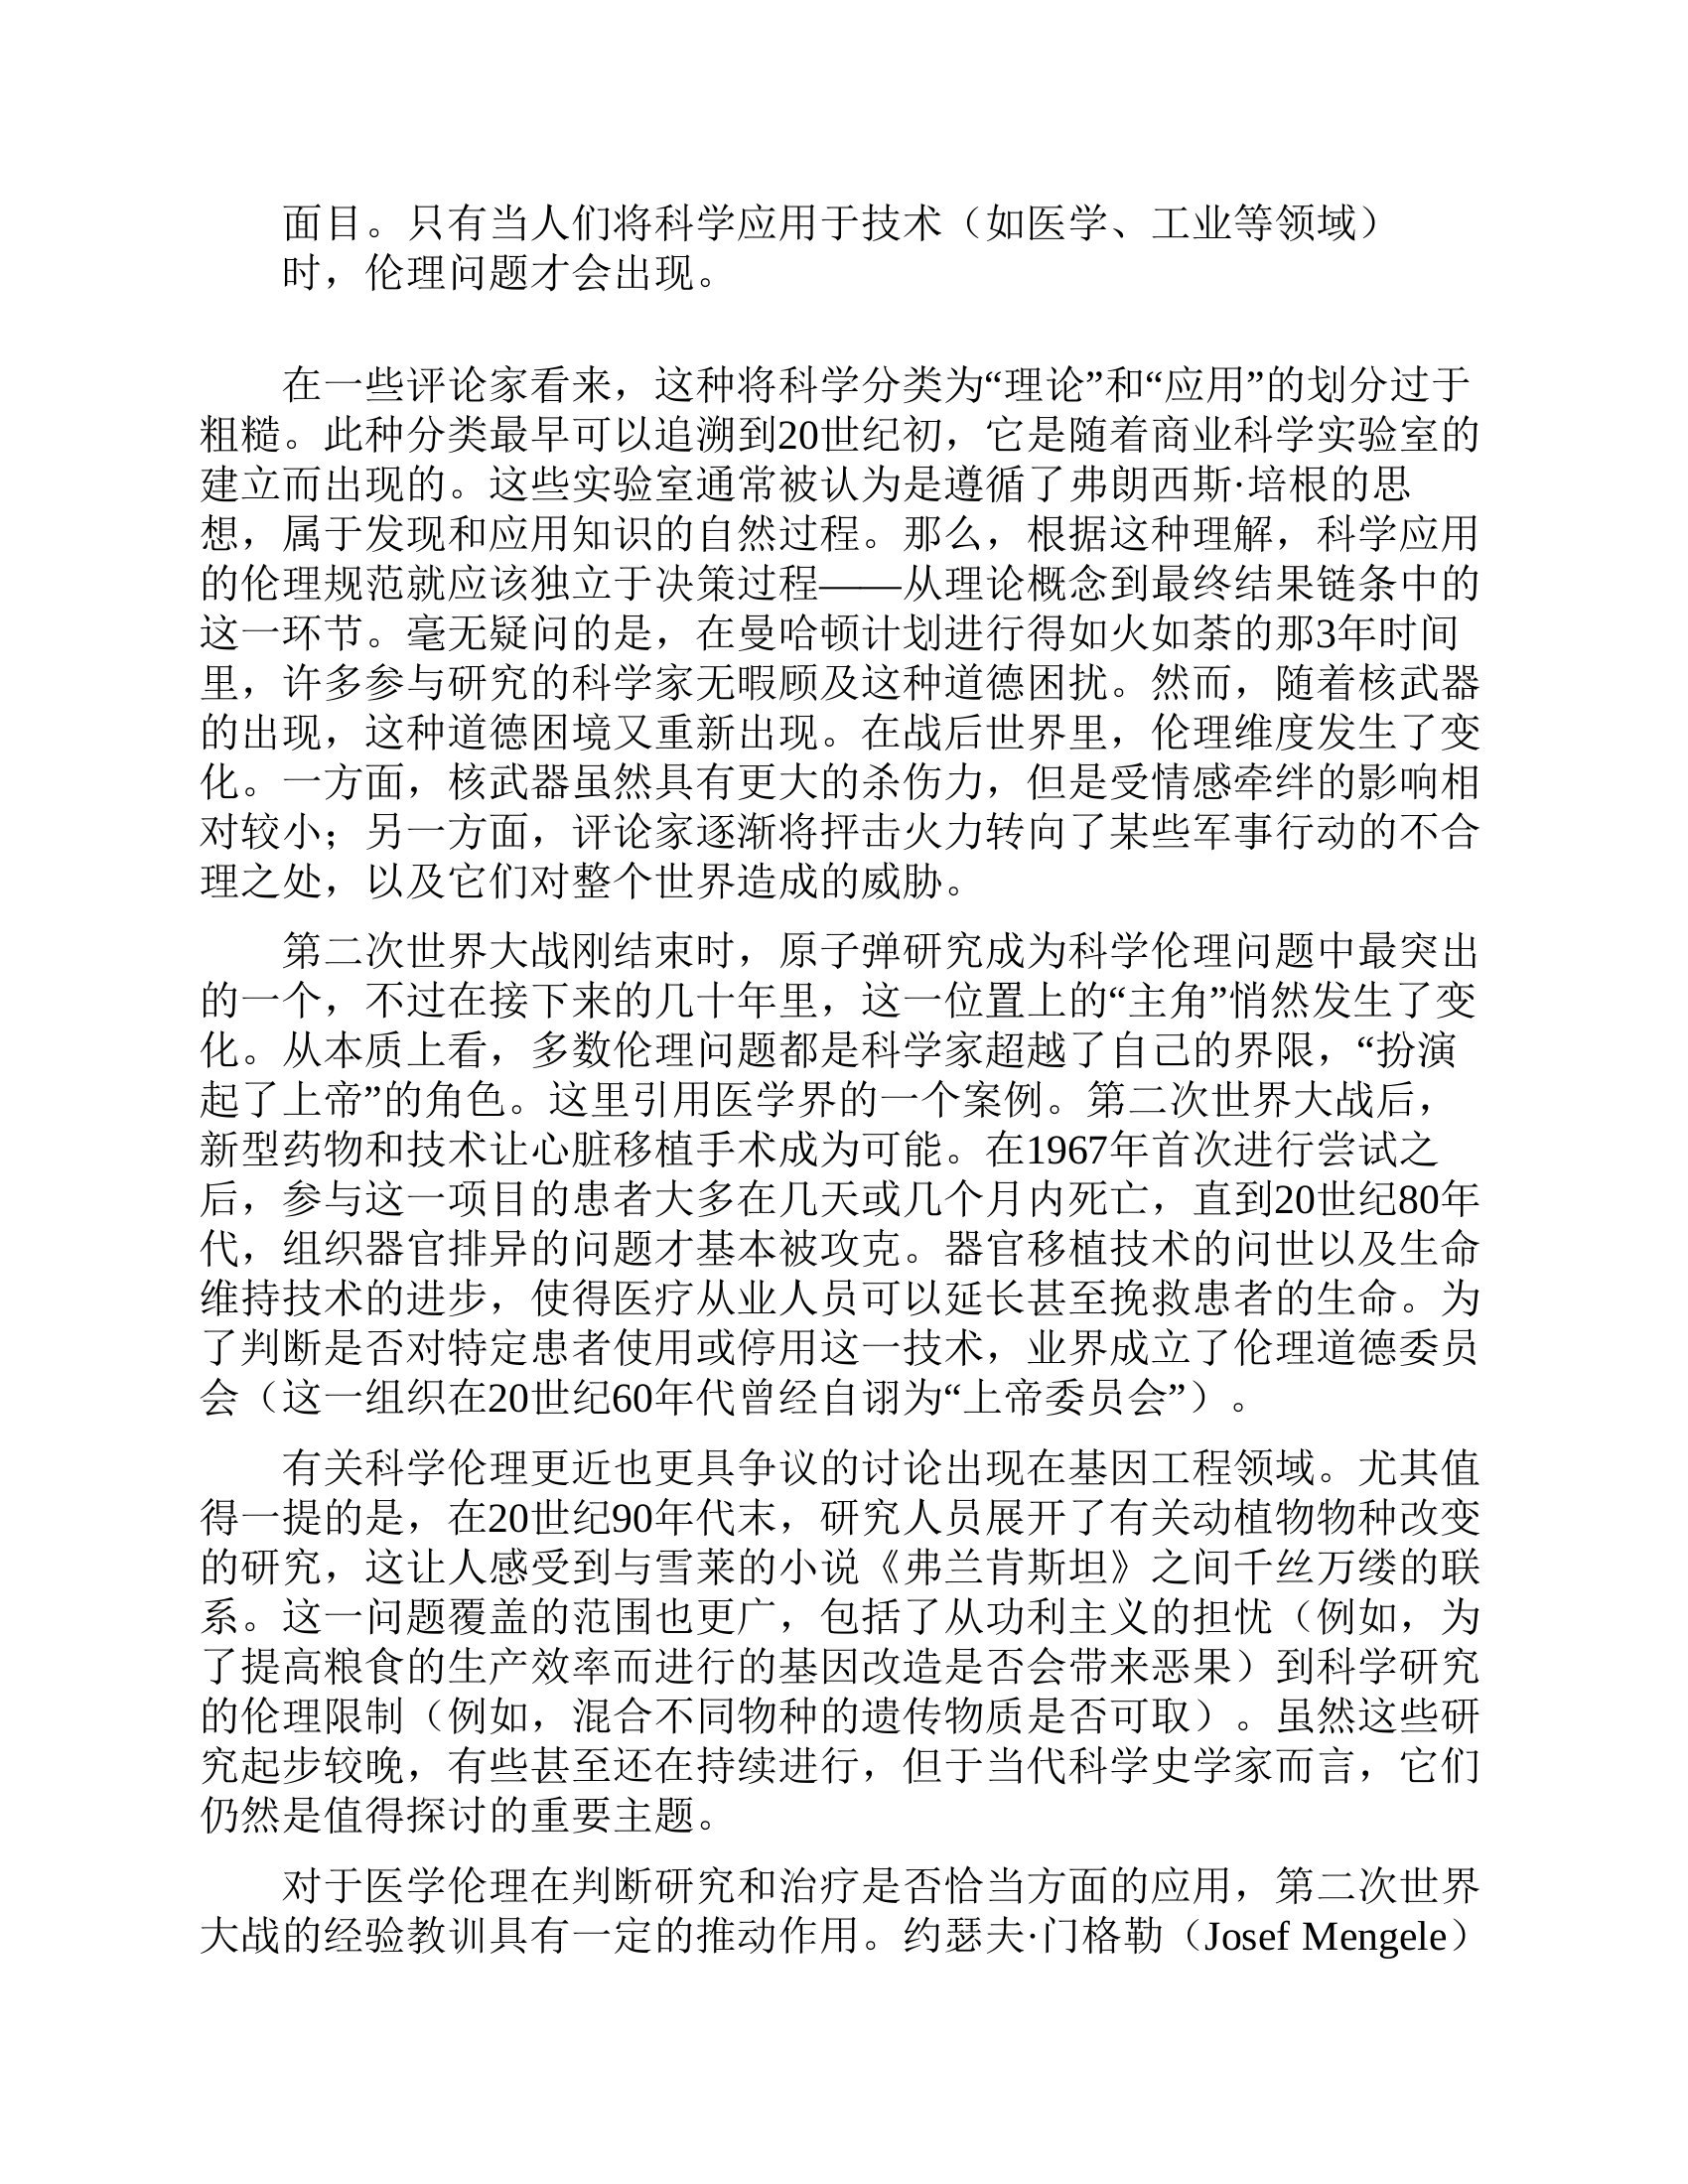 面目。只有当人们将科学应用于技术（如医学、工业等领域）
时，伦理问题才会出现。
在一些评论家看来，这种将科学分类为“理论”和“应用”的划分过于
粗糙。此种分类最早可以追溯到20世纪初，它是随着商业科学实验室的
建立而出现的。这些实验室通常被认为是遵循了弗朗西斯·培根的思
想，属于发现和应用知识的自然过程。那么，根据这种理解，科学应用
的伦理规范就应该独立于决策过程——从理论概念到最终结果链条中的
这一环节。毫无疑问的是，在曼哈顿计划进行得如火如荼的那3年时间
里，许多参与研究的科学家无暇顾及这种道德困扰。然而，随着核武器
的出现，这种道德困境又重新出现。在战后世界里，伦理维度发生了变
化。一方面，核武器虽然具有更大的杀伤力，但是受情感牵绊的影响相
对较小；另一方面，评论家逐渐将抨击火力转向了某些军事行动的不合
理之处，以及它们对整个世界造成的威胁。
第二次世界大战刚结束时，原子弹研究成为科学伦理问题中最突出
的一个，不过在接下来的几十年里，这一位置上的“主角”悄然发生了变
化。从本质上看，多数伦理问题都是科学家超越了自己的界限，“扮演
起了上帝”的角色。这里引用医学界的一个案例。第二次世界大战后，
新型药物和技术让心脏移植手术成为可能。在1967年首次进行尝试之
后，参与这一项目的患者大多在几天或几个月内死亡，直到20世纪80年
代，组织器官排异的问题才基本被攻克。器官移植技术的问世以及生命
维持技术的进步，使得医疗从业人员可以延长甚至挽救患者的生命。为
了判断是否对特定患者使用或停用这一技术，业界成立了伦理道德委员
会（这一组织在20世纪60年代曾经自诩为“上帝委员会”）。
有关科学伦理更近也更具争议的讨论出现在基因工程领域。尤其值
得一提的是，在20世纪90年代末，研究人员展开了有关动植物物种改变
的研究，这让人感受到与雪莱的小说《弗兰肯斯坦》之间千丝万缕的联
系。这一问题覆盖的范围也更广，包括了从功利主义的担忧（例如，为
了提高粮食的生产效率而进行的基因改造是否会带来恶果）到科学研究
的伦理限制（例如，混合不同物种的遗传物质是否可取）。虽然这些研
究起步较晚，有些甚至还在持续进行，但于当代科学史学家而言，它们
仍然是值得探讨的重要主题。
对于医学伦理在判断研究和治疗是否恰当方面的应用，第二次世界
大战的经验教训具有一定的推动作用。约瑟夫·门格勒（Josef Mengele）